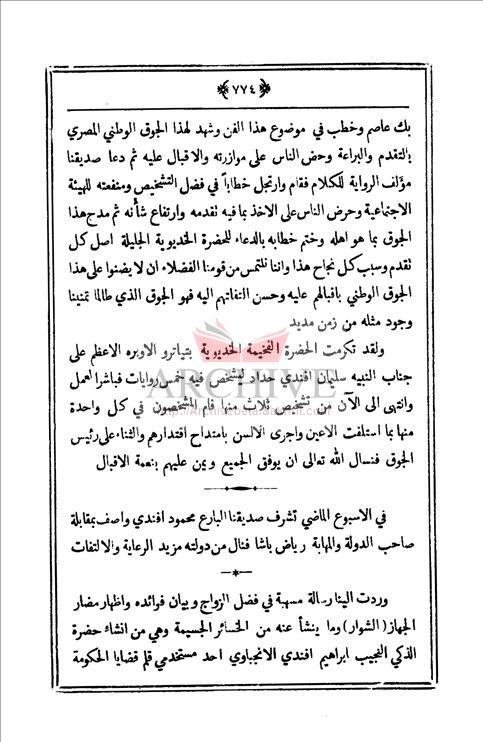 ﴿٧٧٤﴾
بك عاصم وخطب في موضوع هذا الفن وشهد لهذا الجوق الوطني المصري
بالتقدم والبراعة وحض الناس على موازرته والاقبال عليه ثم دعا صديقنا
مؤلف الرواية للكلام فقام وارتجل خطاباً في فضل التشخيص ومنفعته للهيئة
الاجتماعية وحرض الناس على الاخذ بما فيه تقدمه وارتفاع شأنه ثم مدح هذا
الجوق بما هو اهله وختم خطابه بالدعاء للحضرة الخديوية الجليلة اصل كل
تقدم وسبب كل نجاح هذا واننا نلتمس من قومنا الفضلاء ان لا يضنوا على هذا
الجوق الوطني باقبالهم عليه وحسن التفاتهم اليه فهو الجوق الذي طالما تمنينا
وجود مثله من زمن مديد
ولقد تكرمت الحضرة الفخيمة الخديوية بتياترو الاوبره الاعظم على
جناب النبيه سليمان افندي حداد ليشخص فيه خمس روايات فباشر العمل
وانتهى الى الآن من تشخيص ثلاث منها قام المشخصون في كل واحدة
منها بما استلفت الاعين واجرى الالسن بامتداح اقتدارهم والثناء على رئيس
الجوق فنسال الله تعالى ان يوفق الجميع ويمن عليهم بنعمة الاقبال
في الاسبوع الماضي تشرف صديقنا البارع محمود افندي واصف بمقابلة
صاحب الدولة والمهابة رياض باشا فنال من دولته مزيد الرعاية والالتفات
وردت الينا رسالة مسهبة في فضل الزواج وبيان فوائده واظهار مضار
الجهاز (الشوار) وما ينشأ عنه من الخسائر الجسيمة وهي من انشاء حضرة
الذكي النجيب ابراهيم افندي الانجباوي احد مستخدمي قلم قضايا الحكومة
ARCHIVE